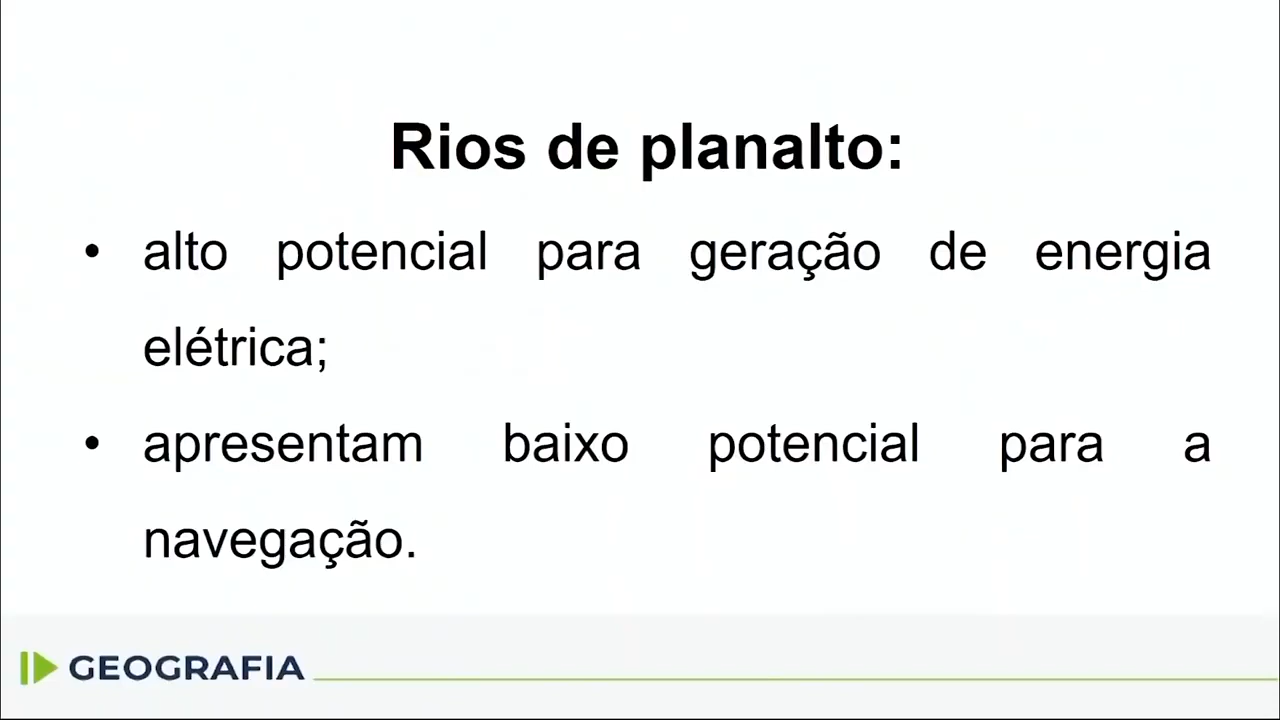 Rios de planalto:
• alto potencial para geração de energia
elétrica;
• apresentam baixo potencial para a
navegação.
GEOGRAFIA